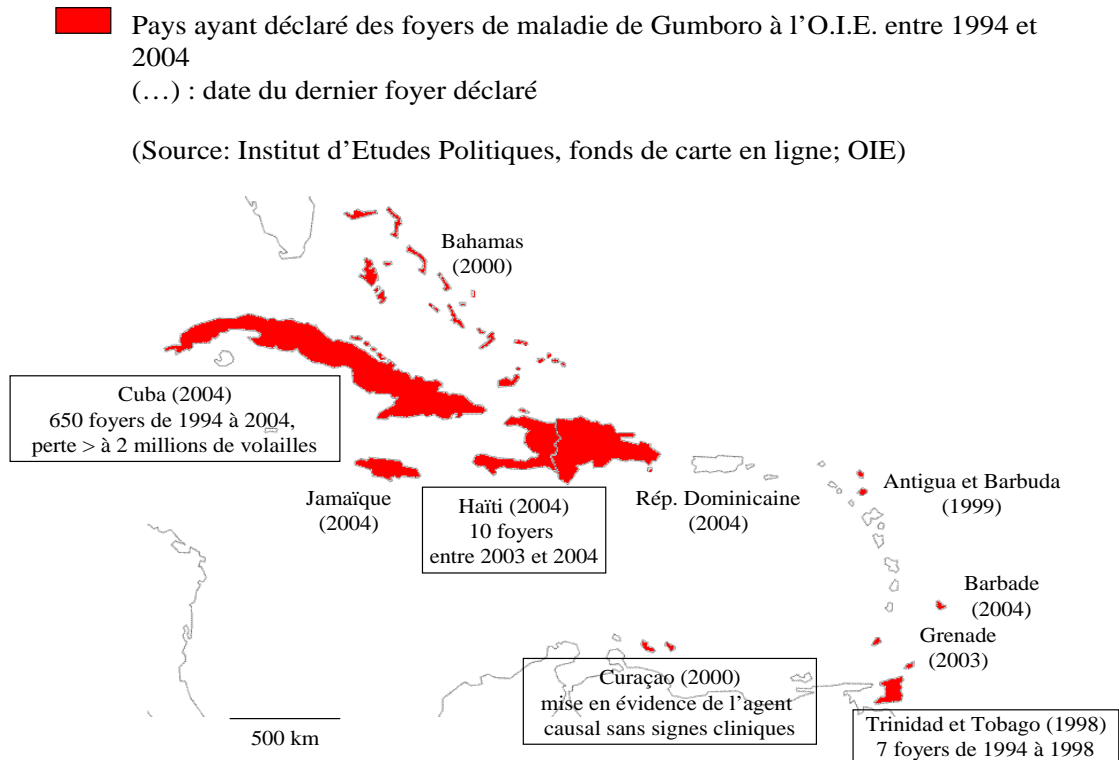 Pays ayant déclaré des foyers de maladie de Gumboro à l’O.I.E. entre 1994 et
2004
(…) : date du dernier foyer déclaré
(Source: Institut d’Etudes Politiques, fonds de carte en ligne; OIE)
Bahamas
(2000)
Cuba (2004)
650 foyers de 1994 à 2004,
perte > à 2 millions de volailles
Jamaïque
(2004)
Haïti (2004)
10 foyers
entre 2003 et 2004
Rép. Dominicaine
(2004)
Antigua et Barbuda
(1999)
Barbade
(2004)
Grenade
(2003)
Curaçao (2000)
mise en évidence de l’agent
causal sans signes cliniques
Trinidad et Tobago (1998)
7 foyers de 1994 à 1998
500 km